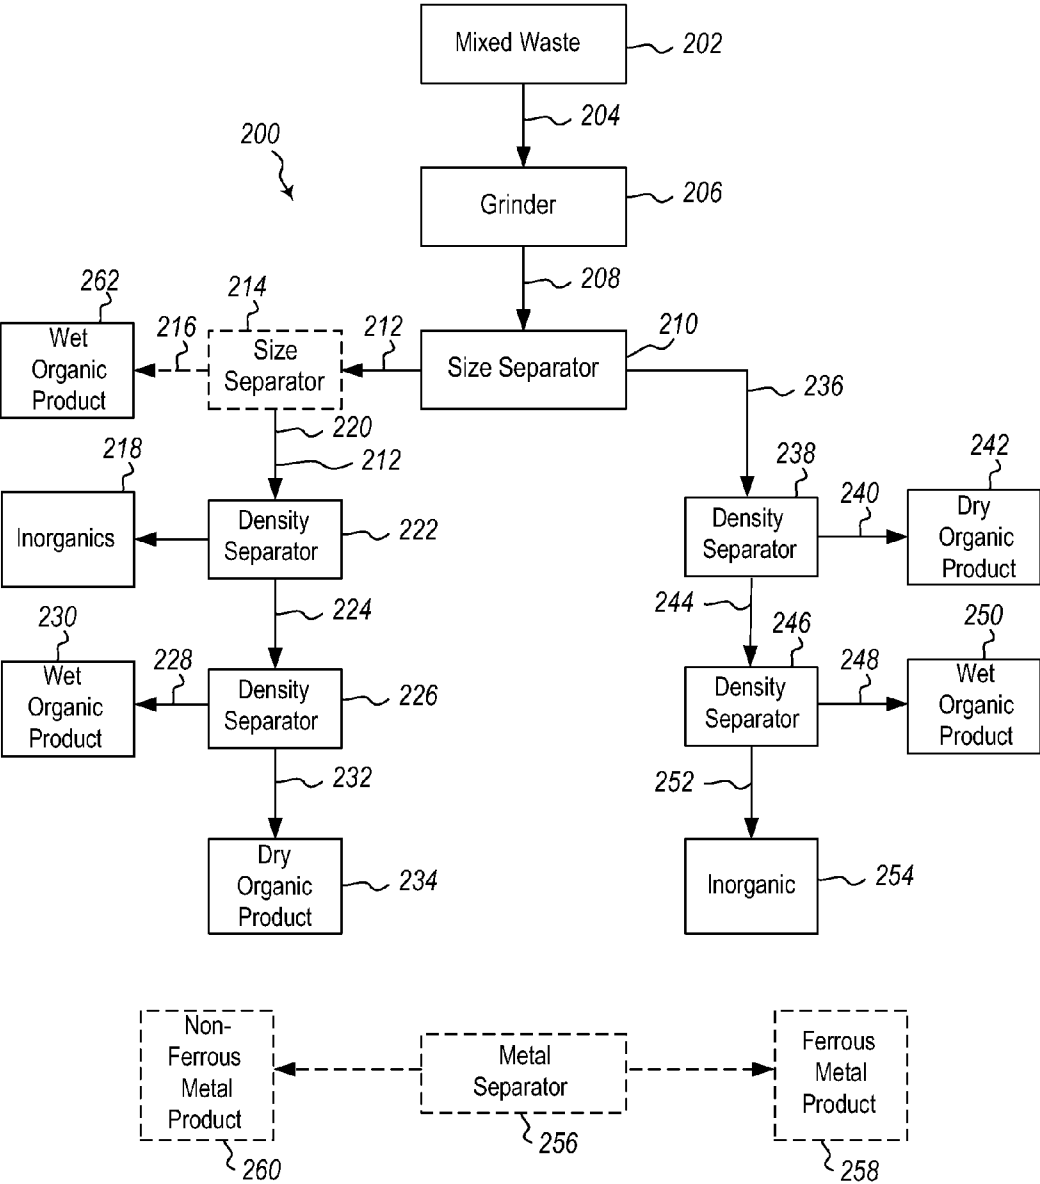 Mixed Waste
202
204
200
Grinder
206
208
262
214
216
212
210
Wet
Organic
Product
Size
Separator
Size Separator
236
220
212
218
238
242
240
Inorganics
Density
Separator
222
Density
Separator
Dry
Organic
Product
224
244
230
228
246
250
248
Wet
Organic
Product
Density
Separator
226
Density
Separator
Wet
Organic
Product
232
252
Dry
Organic
Product
234
Inorganic
254
Non-
Ferrous
Metal
Product
Metal
Separator
Ferrous
Metal
Product
260
256
258